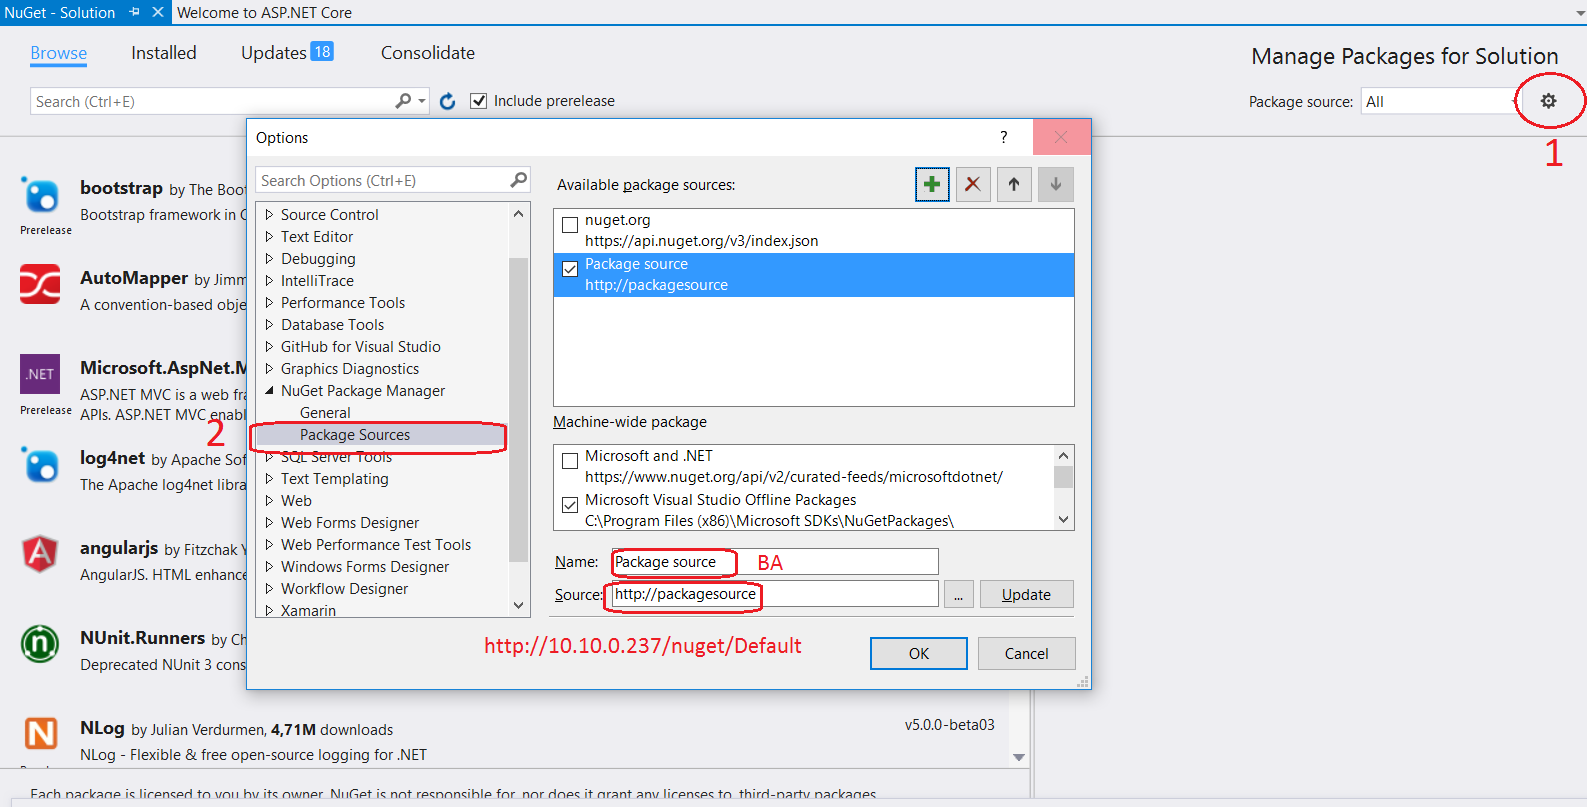 NuGet - Solution
Welcome to ASP.NET Core
Browse Installed Updates 18 Consolidate
Manage Packages for Solution
Search (Ctrl+E)
Include prerelease
Package source: All
1
bootstrap by The Boot
Bootstrap framework in C
Prerelease
AutoMapper by Jimm
A convention-based obje
.NET
Microsoft.AspNet.M
ASP.NET MVC is a web fra
APIs. ASP.NET MVC enabl
Prerelease
2
log4net by Apache Sof
The Apache log4net libra
angularjs by Fitzchak Y
AngularJS. HTML enhance
NUnit.Runners by Ch
Deprecated NUnit 3 cons
NLog by Julian Verdurmen, 4,71M downloads
v5.0.0-beta03
NLog - Flexible & free open-source logging for .NET
Each package is licensed to you by its owner. NuGet is not responsible for, nor does it grant any licenses to, third-party packages.
Options
?
Search Options (Ctrl+E)
Source Control
Text Editor
Debugging
IntelliTrace
Performance Tools
Database Tools
GitHub for Visual Studio
Graphics Diagnostics
NuGet Package Manager
General
Package Sources
SQL Server Tools
Text Templating
Web
Web Forms Designer
Web Performance Test Tools
Windows Forms Designer
Workflow Designer
Xamarin
Available package sources:
nuget.org
https://api.nuget.org/v3/index.json
Package source
http://packagesource
Machine-wide package
Microsoft and .NET
https://www.nuget.org/api/v2/curated-feeds/microsoftdotnet/
Microsoft Visual Studio Offline Packages
C:\Program Files (x86)\Microsoft SDKs\NuGetPackages\
Name: Package source BA
Source: http://packagesource ... Update
http://10.10.0.237/nuget/Default
OK Cancel